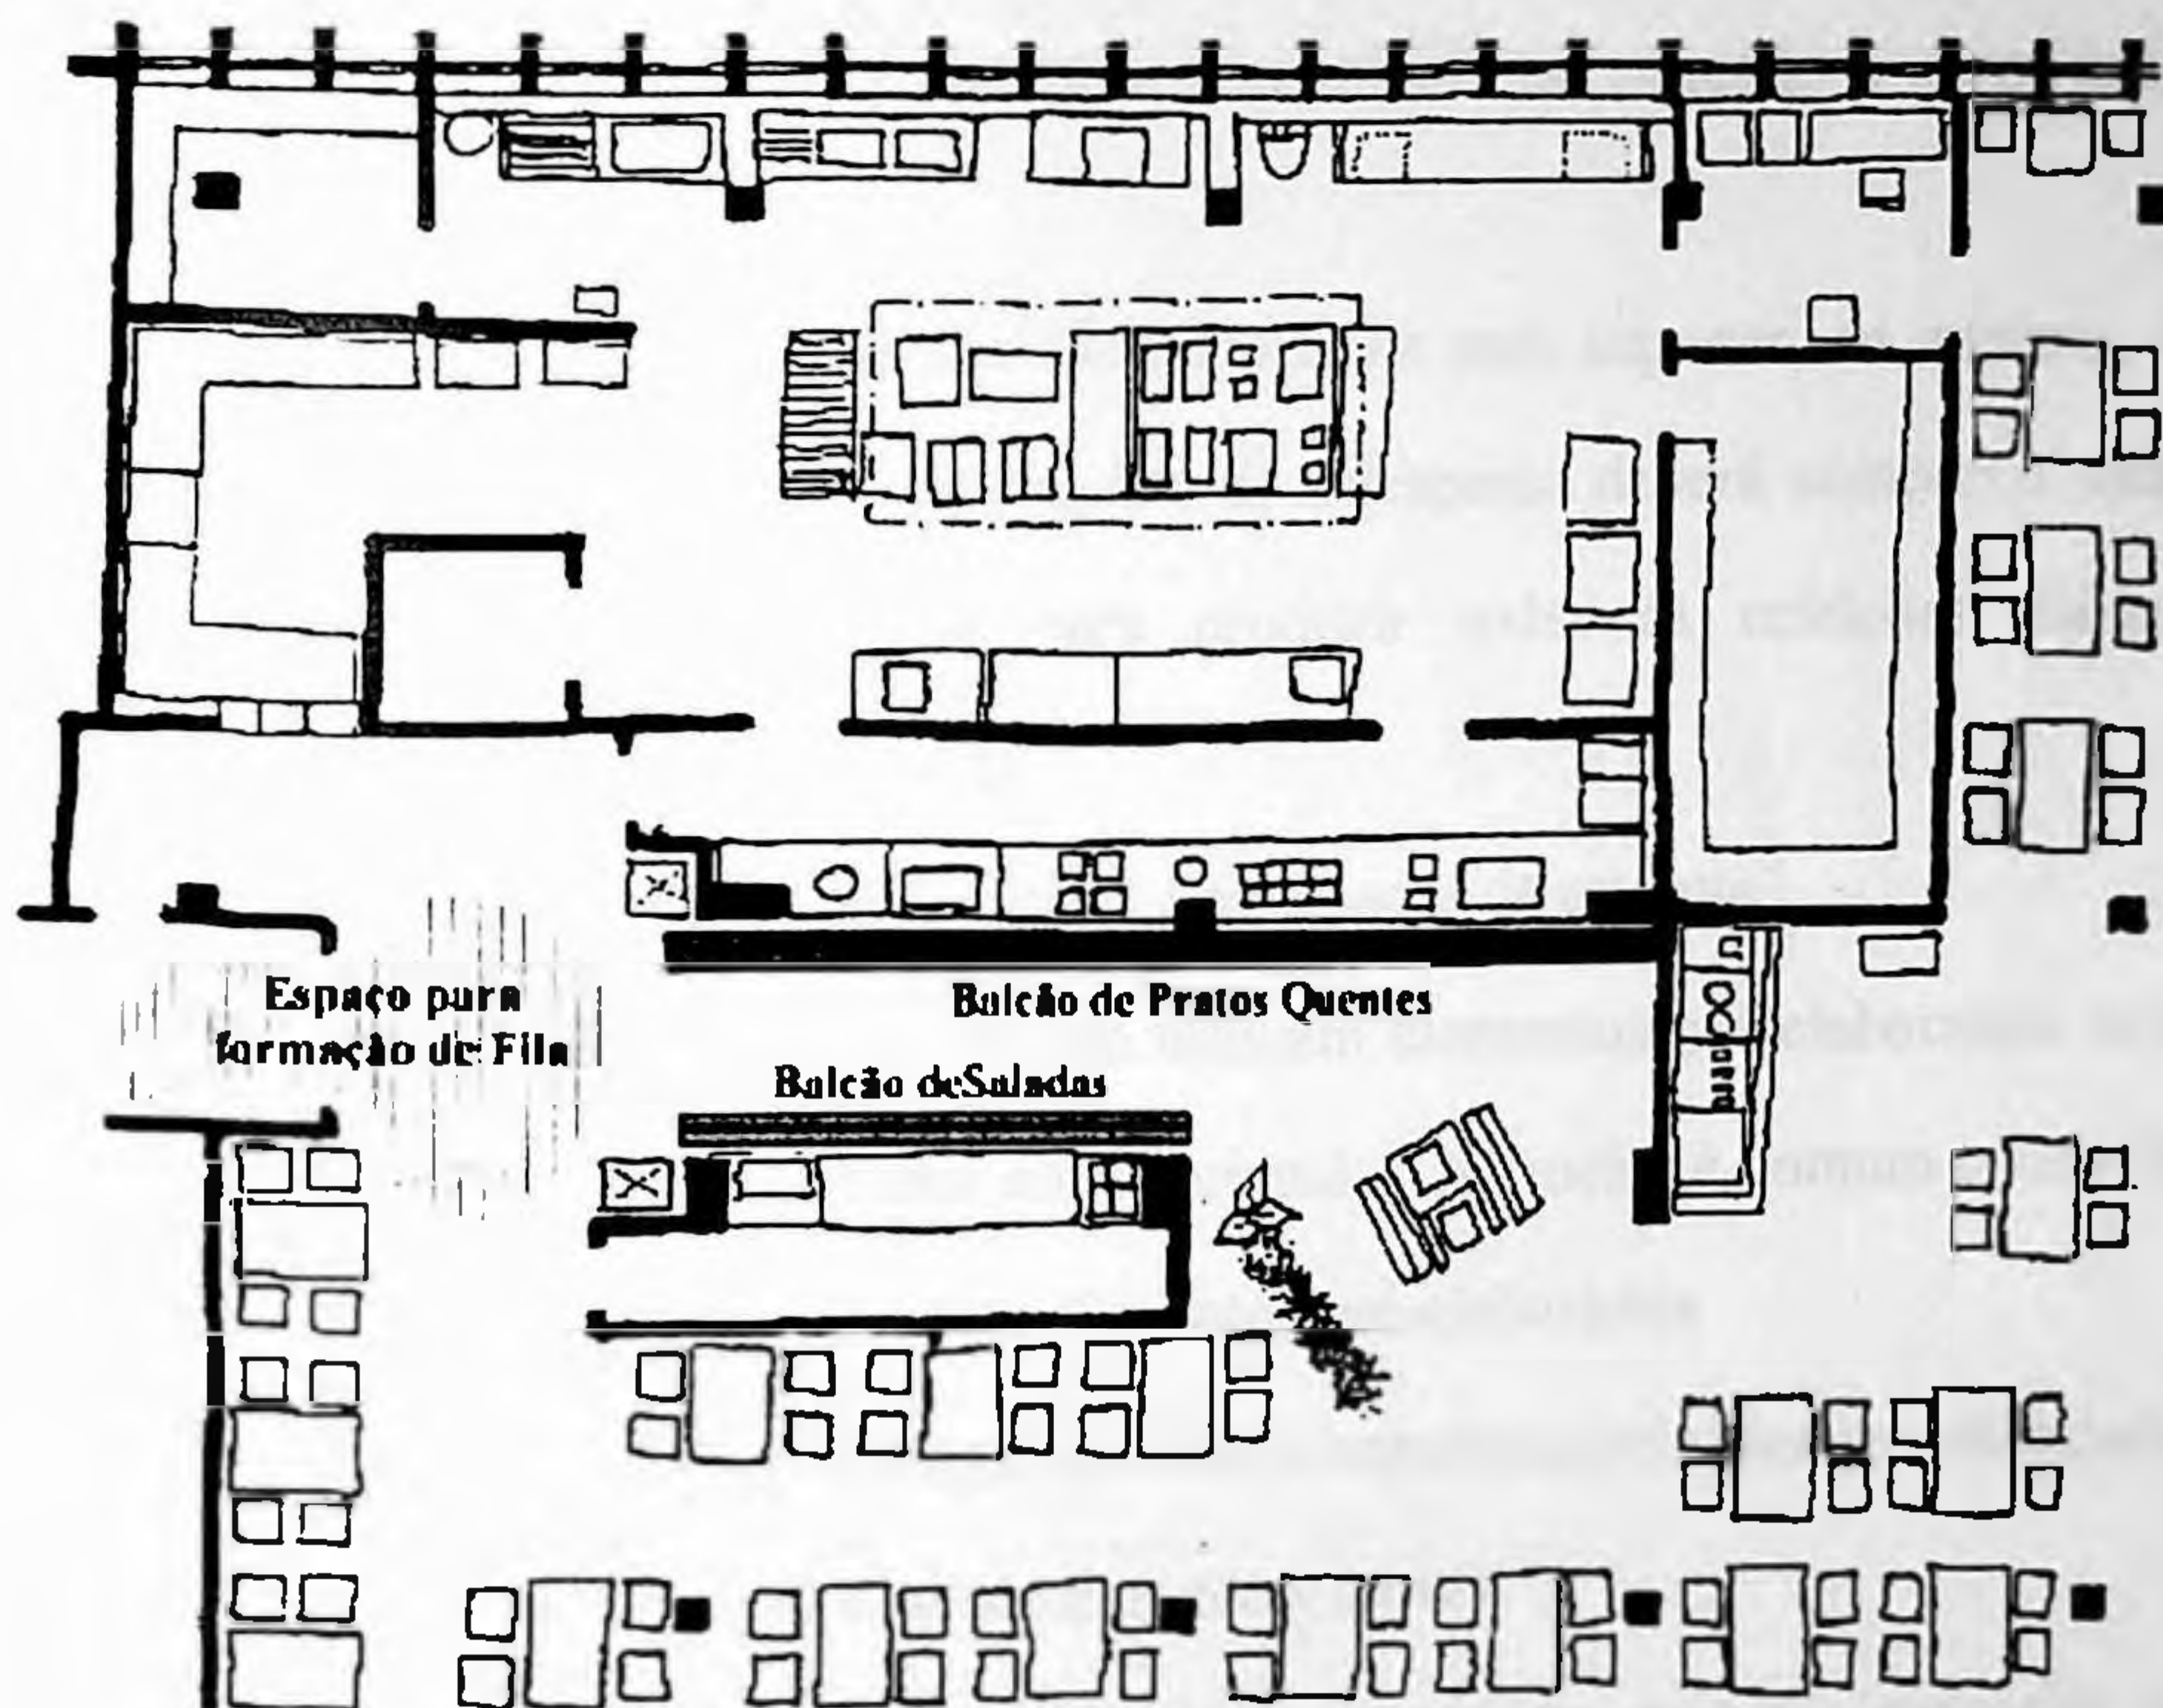 Espaço para
formação de Fila
Balcão de Pratos Quentes
Balcão deSaladas